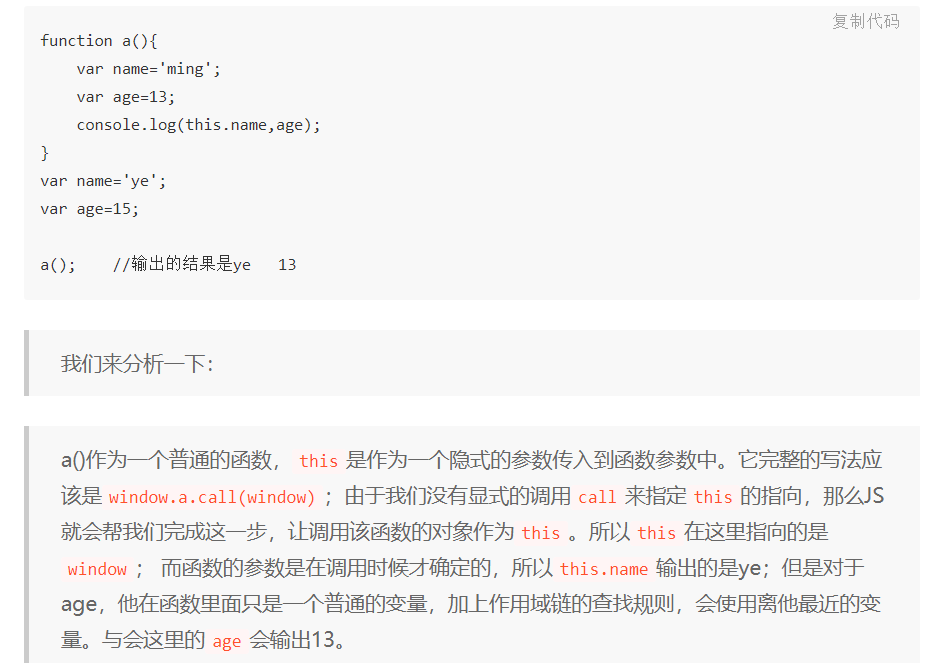 复制代码
function a(){
    var name='ming';
    var age=13;
    console.log(this.name,age);
}
var name='ye';
var age=15;
a();    //输出的结果是ye   13
我们来分析一下：
a()作为一个普通的函数， this 是作为一个隐式的参数传入到函数参数中。它完整的写法应
该是 window.a.call(window) ；由于我们没有显式的调用 call 来指定 this 的指向，那么JS
就会帮我们完成这一步，让调用该函数的对象作为 this 。所以 this 在这里指向的是
window ； 而函数的参数是在调用时候才确定的，所以 this.name 输出的是ye；但是对于
age，他在函数里面只是一个普通的变量，加上作用域链的查找规则，会使用离他最近的变
量。与会这里的 age 会输出13。